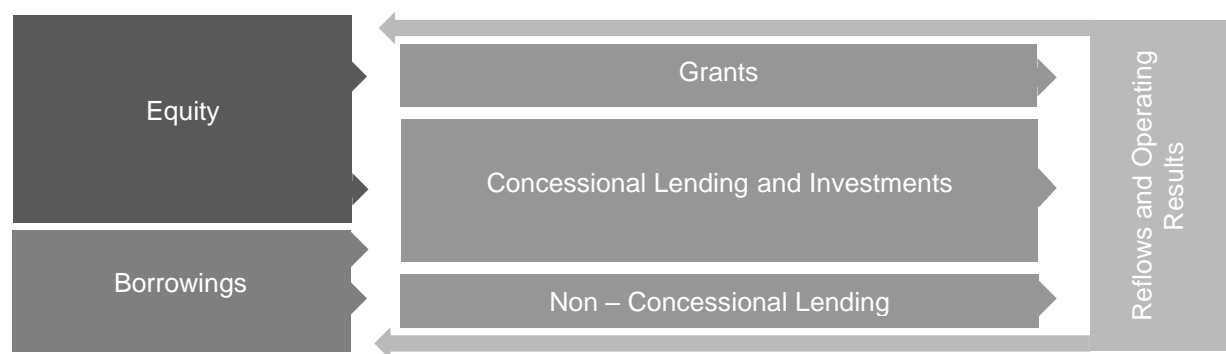 Equity
Borrowings
Grants
Concessional Lending and Investments
Non – Concessional Lending
Reflows and Operating
Results